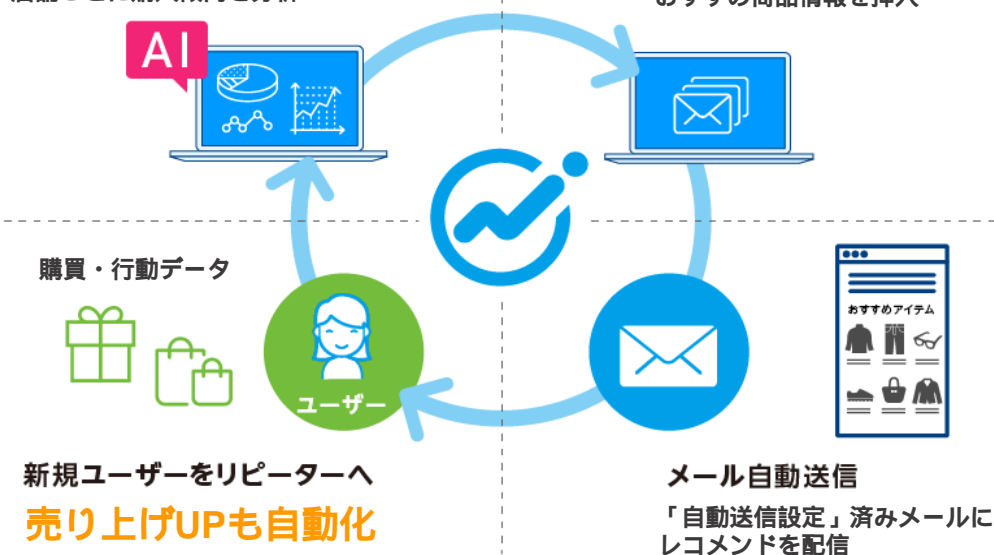 AI
購買・行動データ
ユーザー
新規ユーザーをリピーターへ
売り上げUPも自動化
おすすめアイテム
メール自動送信
「自動送信設定」済みメールに
レコメンドを配信